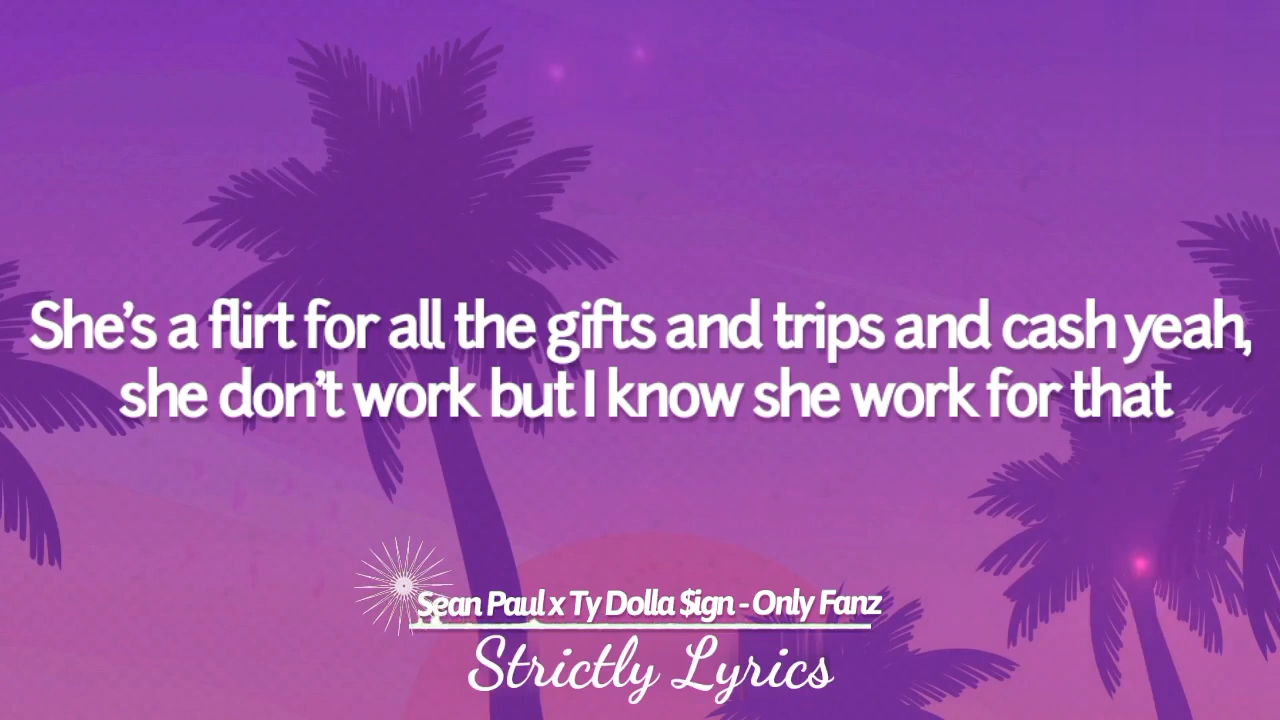 She’s a flirt for all the gifts and trips and cash yeah,
she don’t work but I know she work for that
Sean Paul x Ty Dolla $ign - Only Fanz
Strictly Lyrics